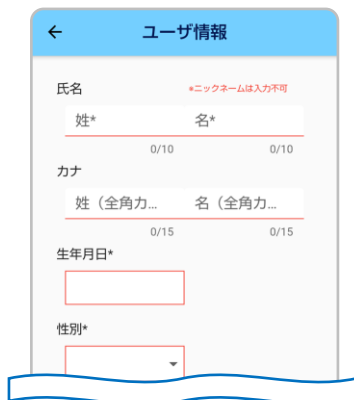 ユーザ情報
氏名 *ニックネームは入力不可
姓* 名*
0/10 0/10
カナ
姓（全角カ... 名（全角カ...
0/15 0/15
生年月日*
性別*